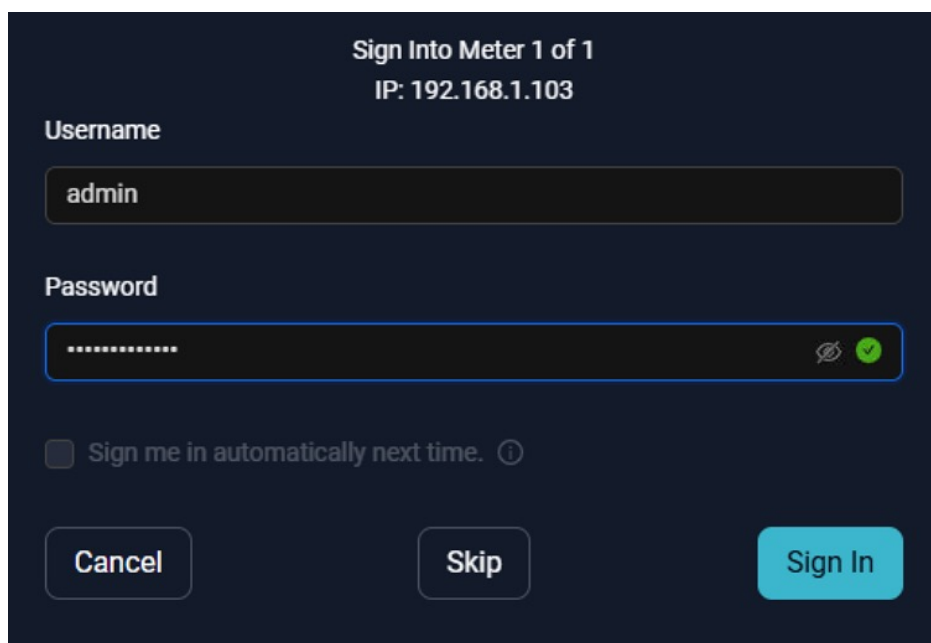 Sign Into Meter 1 of 1
IP: 192.168.1.103
Username
admin
Password
•••••••••••••
Sign me in automatically next time.
Cancel
Skip
Sign In